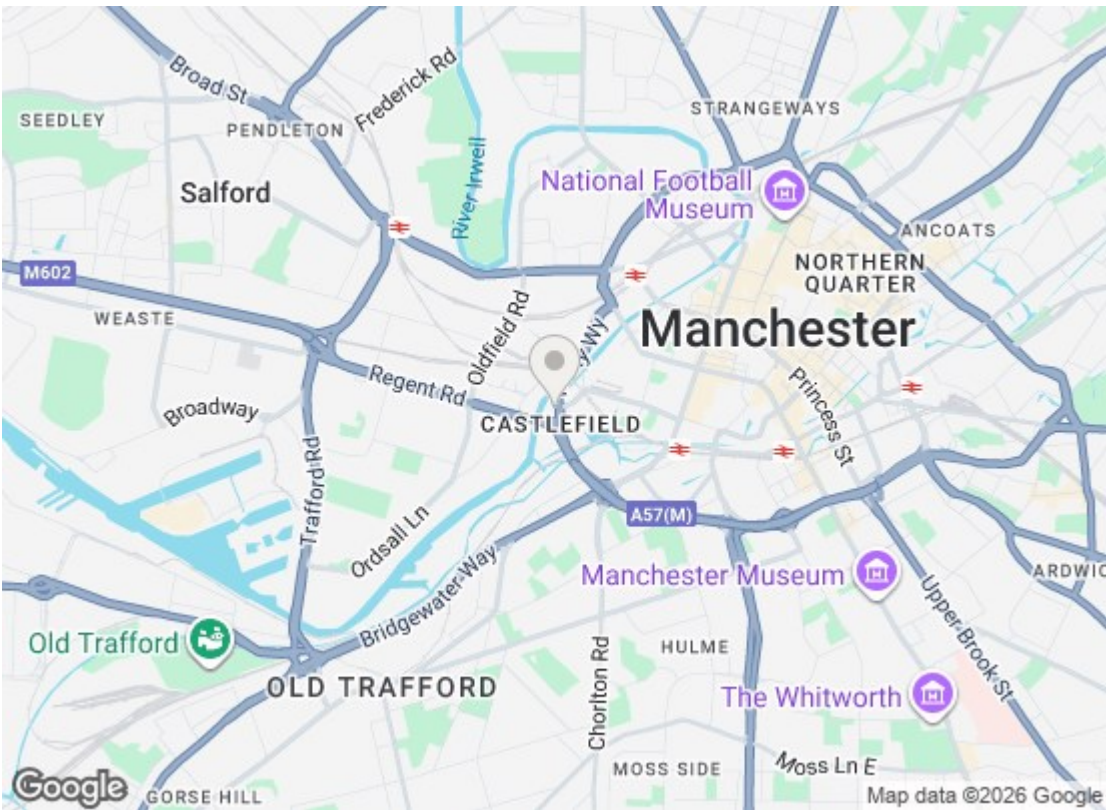 Broad St
Frederick Rd
SEEDLEY
PENDLETON
STRANGEWAYS
River Irwell
National Football
Museum
Salford
ANCOATS
NORTHERN
QUARTER
M602
WEASTE
Oldfield Rd
Manchester
Regent Rd
Princess St
Broadway
CASTLEFIELD
Trafford Rd
A57(M)
Ordsall Ln
Bridgewater Way
Manchester Museum
Upper Brook St
Old Trafford
HULME
OLD TRAFFORD
Chorlton Rd
The Whitworth
MOSS SIDE
Moss Ln E
Google
GORSE HILL
Map data ©2026 Google